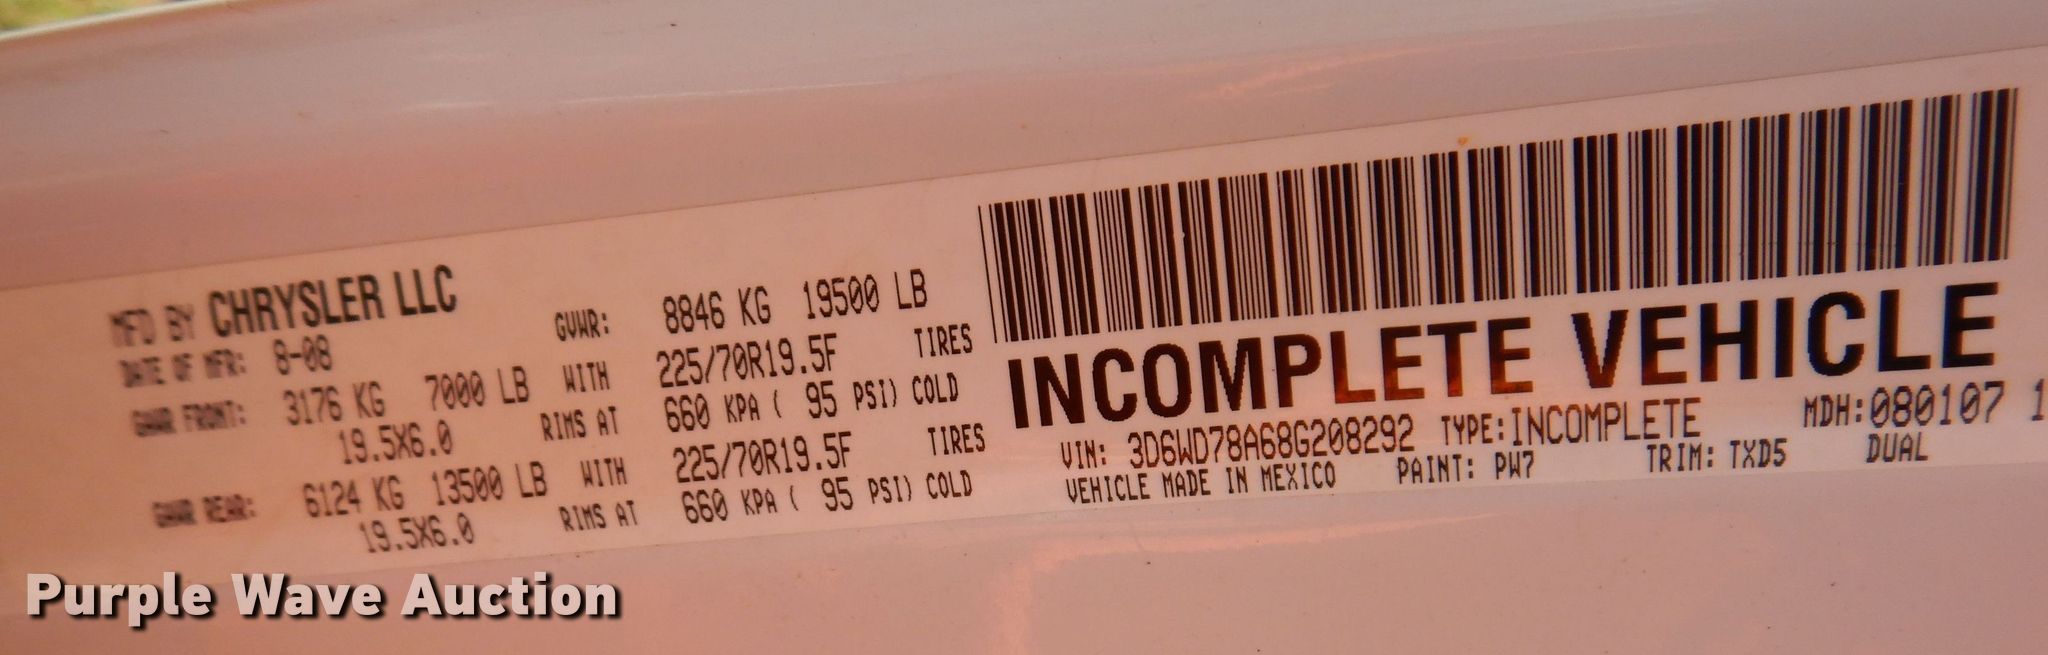 MFD BY CHRYSLER LLC
DATE OF MFR: 8-08 GVWR: 8846 KG 19500 LB
GAWR FRONT: 3176 KG 7000 LB WITH 225/70R19.5F TIRES
19.5X6.0 RIMS AT 660 KPA ( 95 PSI) COLD
GAWR REAR: 6124 KG 13500 LB WITH 225/70R19.5F TIRES
19.5X6.0 RIMS AT 660 KPA ( 95 PSI) COLD
INCOMPLETE VEHICLE
VIN: 3D6WD78A68G208292 TYPE:INCOMPLETE MDH:080107 1
VEHICLE MADE IN MEXICO PAINT: PW7 TRIM: TXD5 DUAL
Purple Wave Auction